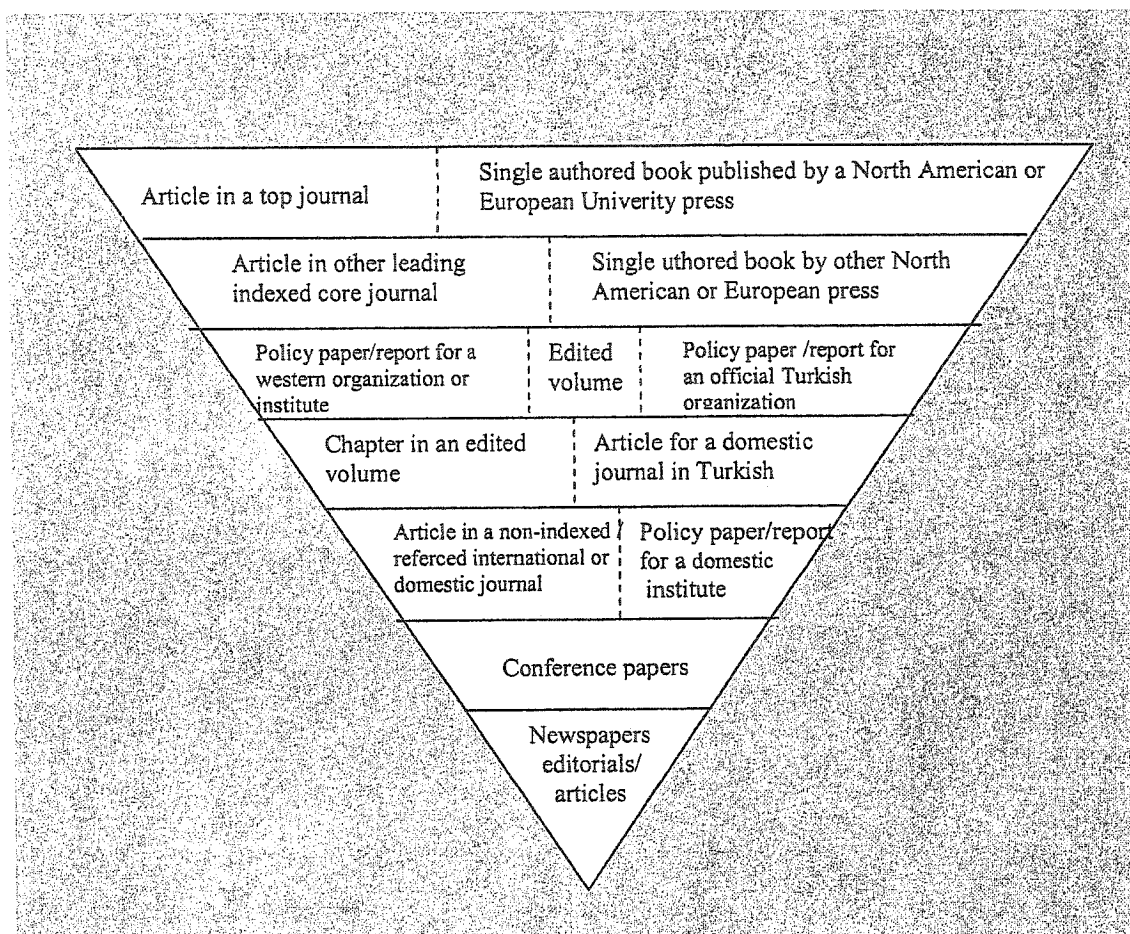 Article in a top journal
Single authored book published by a North American or
European Univerity press
Article in other leading
indexed core journal
Single uthored book by other North
American or European press
Policy paper/report for a
western organization or
institute
Edited
volume
Policy paper /report for
an official Turkish
organization
Chapter in an edited
volume
Article for a domestic
journal in Turkish
Article in a non-indexed /
referced international or
domestic journal
Policy paper/report
for a domestic
institute
Conference papers
Newspapers
editorials/
articles